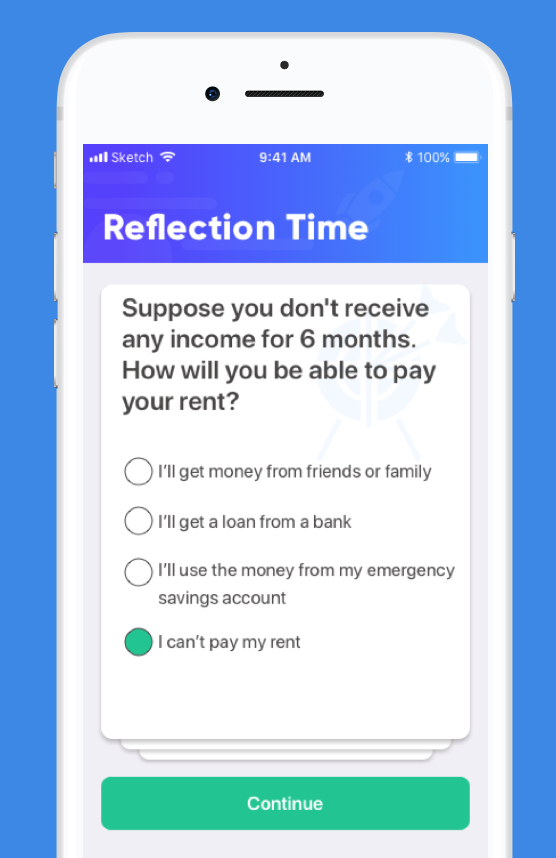 Sketch 9:41 AM 100%
Reflection Time
Suppose you don't receive
any income for 6 months.
How will you be able to pay
your rent?
I’ll get money from friends or family
I’ll get a loan from a bank
I’ll use the money from my emergency
savings account
I can’t pay my rent
Continue